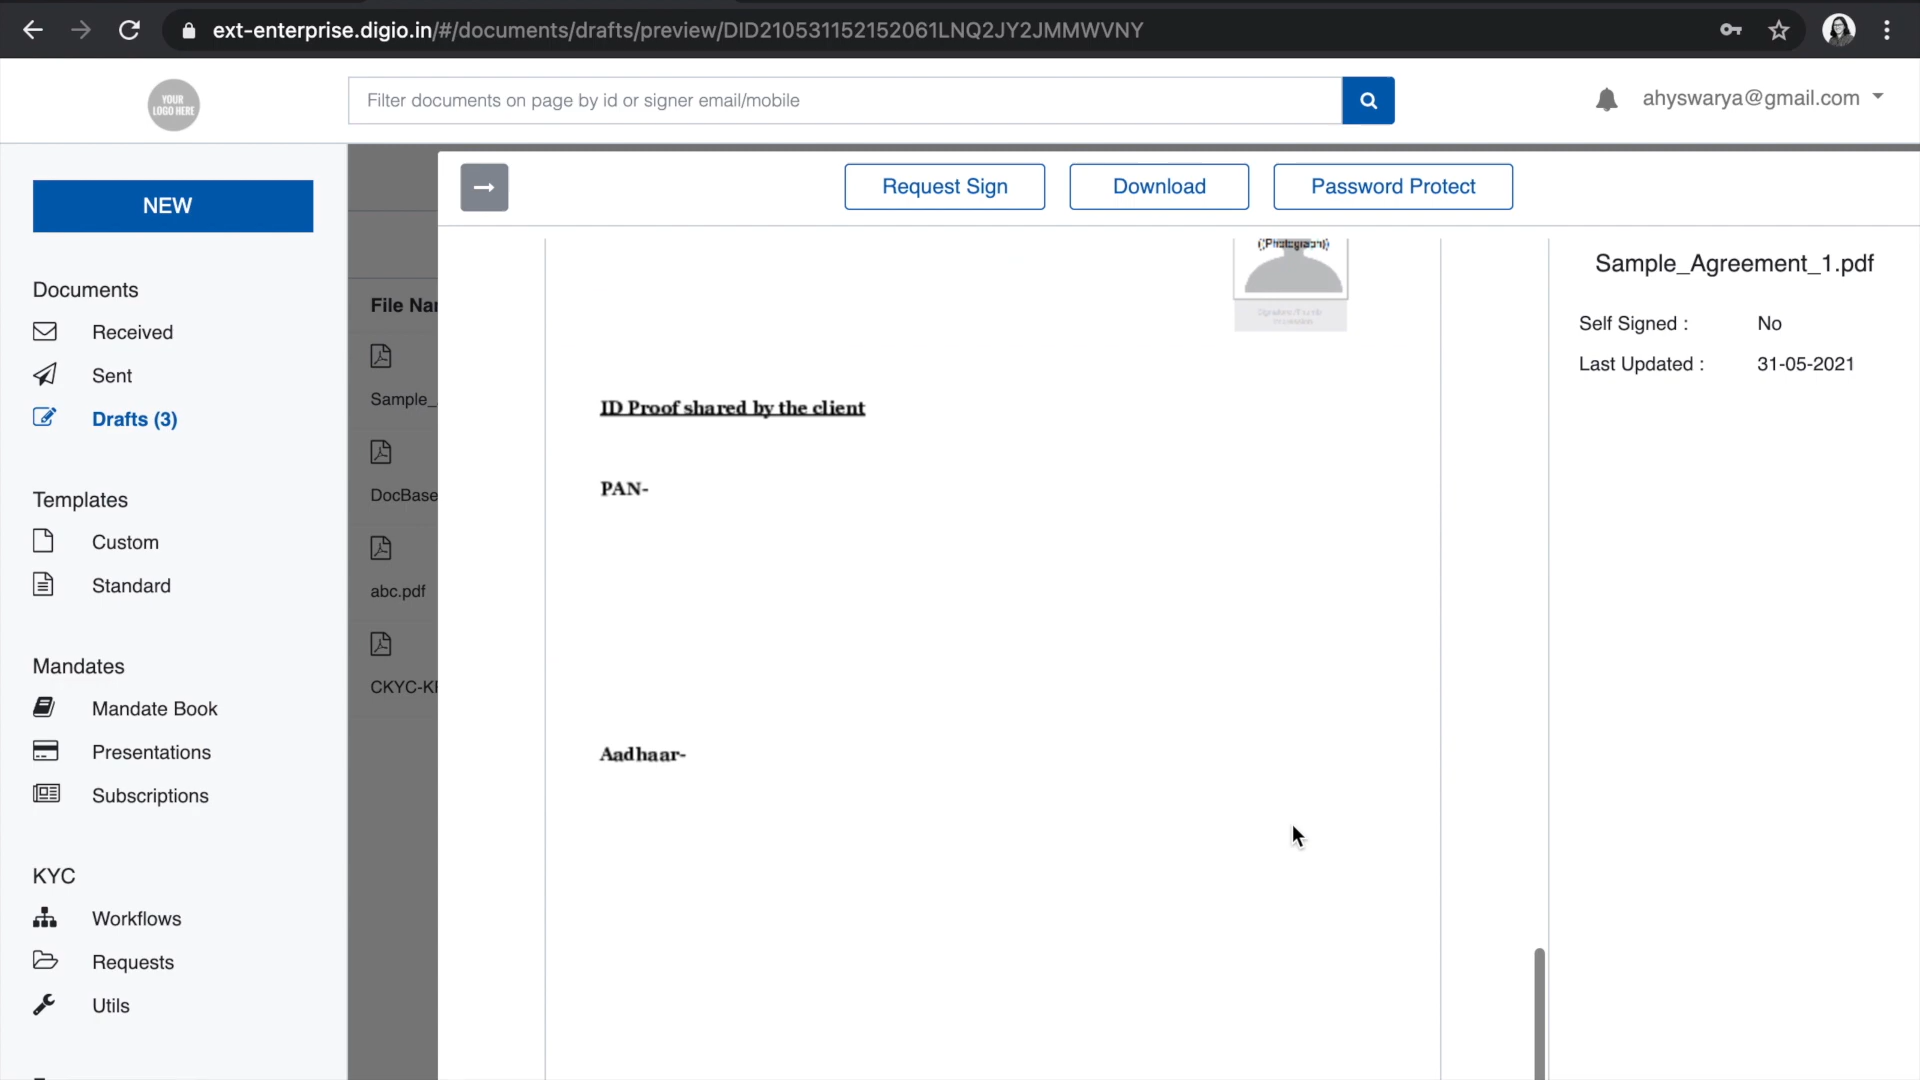 ext-enterprise.digio.in/#/documents/drafts/preview/DID210531152152061LNQ2JY2JMMWVNY
YOUR
LOGO HERE
Filter documents on page by id or signer email/mobile
ahyswarya@gmail.com
NEW
Documents
Received
Sent
Drafts (3)
Templates
Custom
Standard
Mandates
Mandate Book
Presentations
Subscriptions
KYC
Workflows
Requests
Utils
File Nar
Sample_
DocBase
abc.pdf
CKYC-KF
Request Sign
Download
Password Protect
ID Proof shared by the client
PAN-
Aadhaar-
Sample_Agreement_1.pdf
Self Signed : No
Last Updated : 31-05-2021